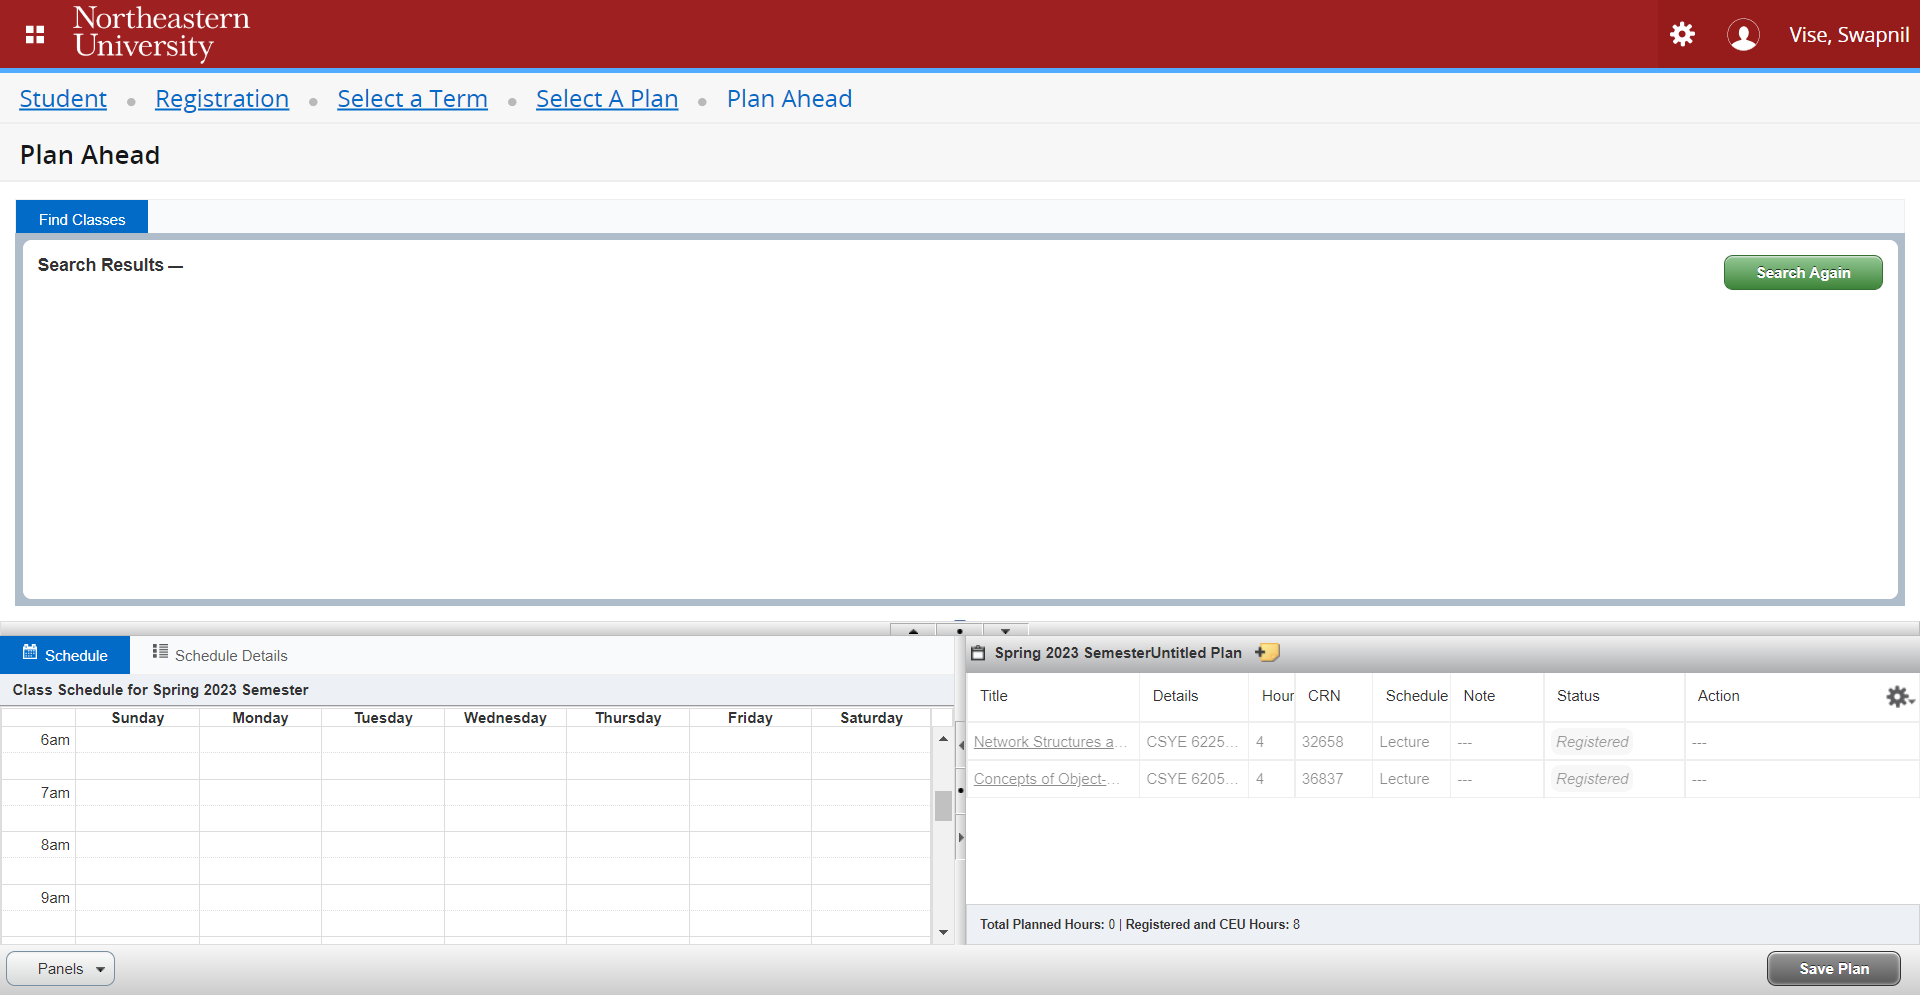 Northeastern
University
Vise, Swapnil
Student • Registration • Select a Term • Select A Plan • Plan Ahead
Plan Ahead
Find Classes
Search Results —
Search Again
Schedule
Schedule Details
Class Schedule for Spring 2023 Semester
Sunday Monday Tuesday Wednesday Thursday Friday Saturday
6am
7am
8am
9am
Spring 2023 SemesterUntitled Plan
Title Details Hour CRN Schedule Note Status Action
Network Structures a... CSYE 6225... 4 32658 Lecture --- Registered ---
Concepts of Object-... CSYE 6205... 4 36837 Lecture --- Registered ---
Total Planned Hours: 0 | Registered and CEU Hours: 8
Panels
Save Plan